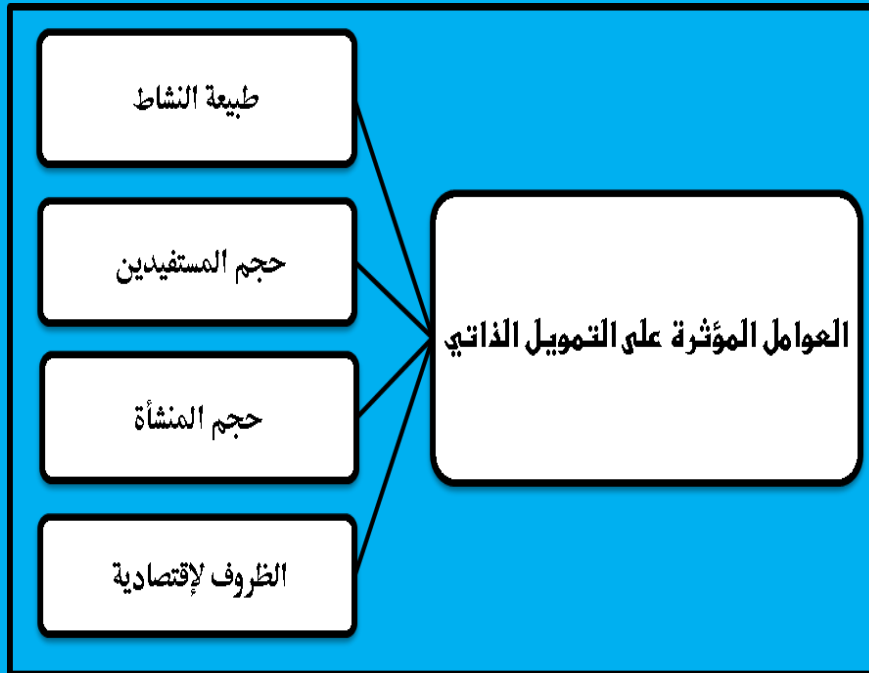 العوامل المؤثرة على التمويل الذاتي
طبيعة النشاط
حجم المستفيدين
حجم المنشأة
الظروف لإقتصادية